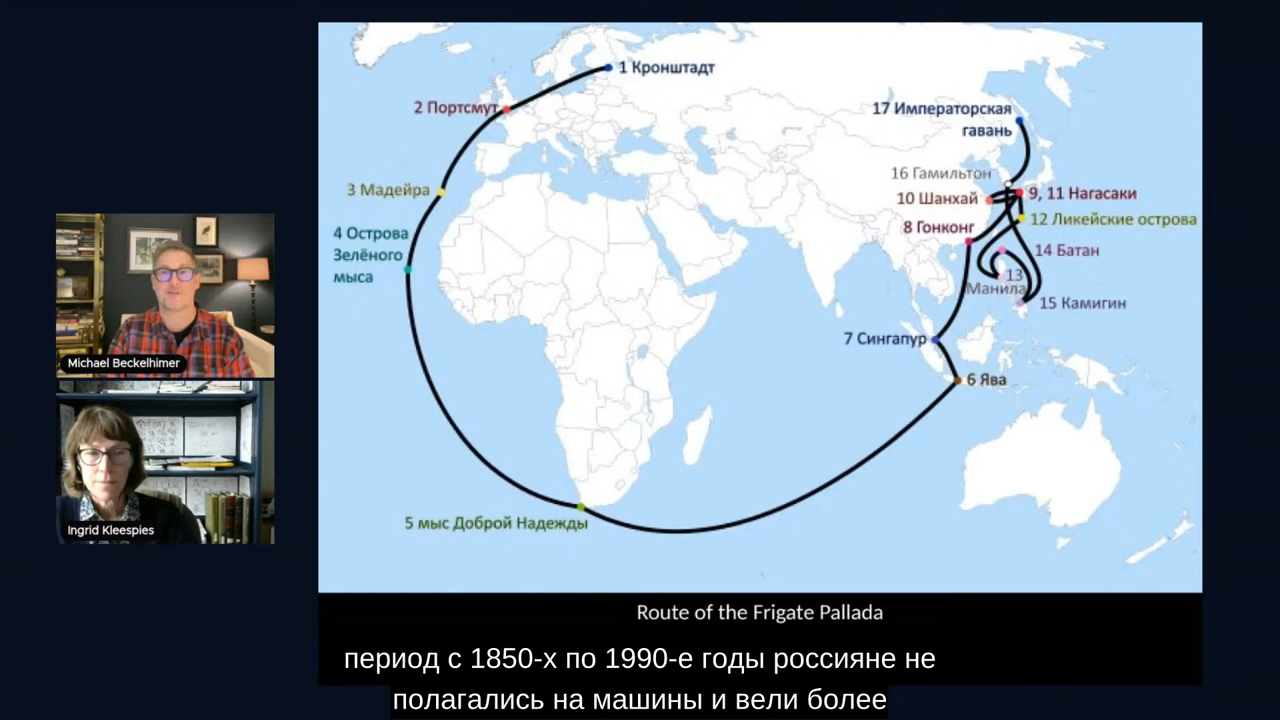 1 Кронштадт
2 Портсмут
17 Императорская
гавань
16 Гамильтон
3 Мадейра
10 Шанхай
9, 11 Нагасаки
12 Ликейские острова
4 Острова
Зелёного
мыса
8 Гонконг
14 Батан
13
Манила
15 Камигин
7 Сингапур
6 Ява
5 мыс Доброй Надежды
Michael Beckelhimer
Ingrid Kleespies
Route of the Frigate Pallada
период с 1850-х по 1990-е годы россияне не
полагались на машины и вели более